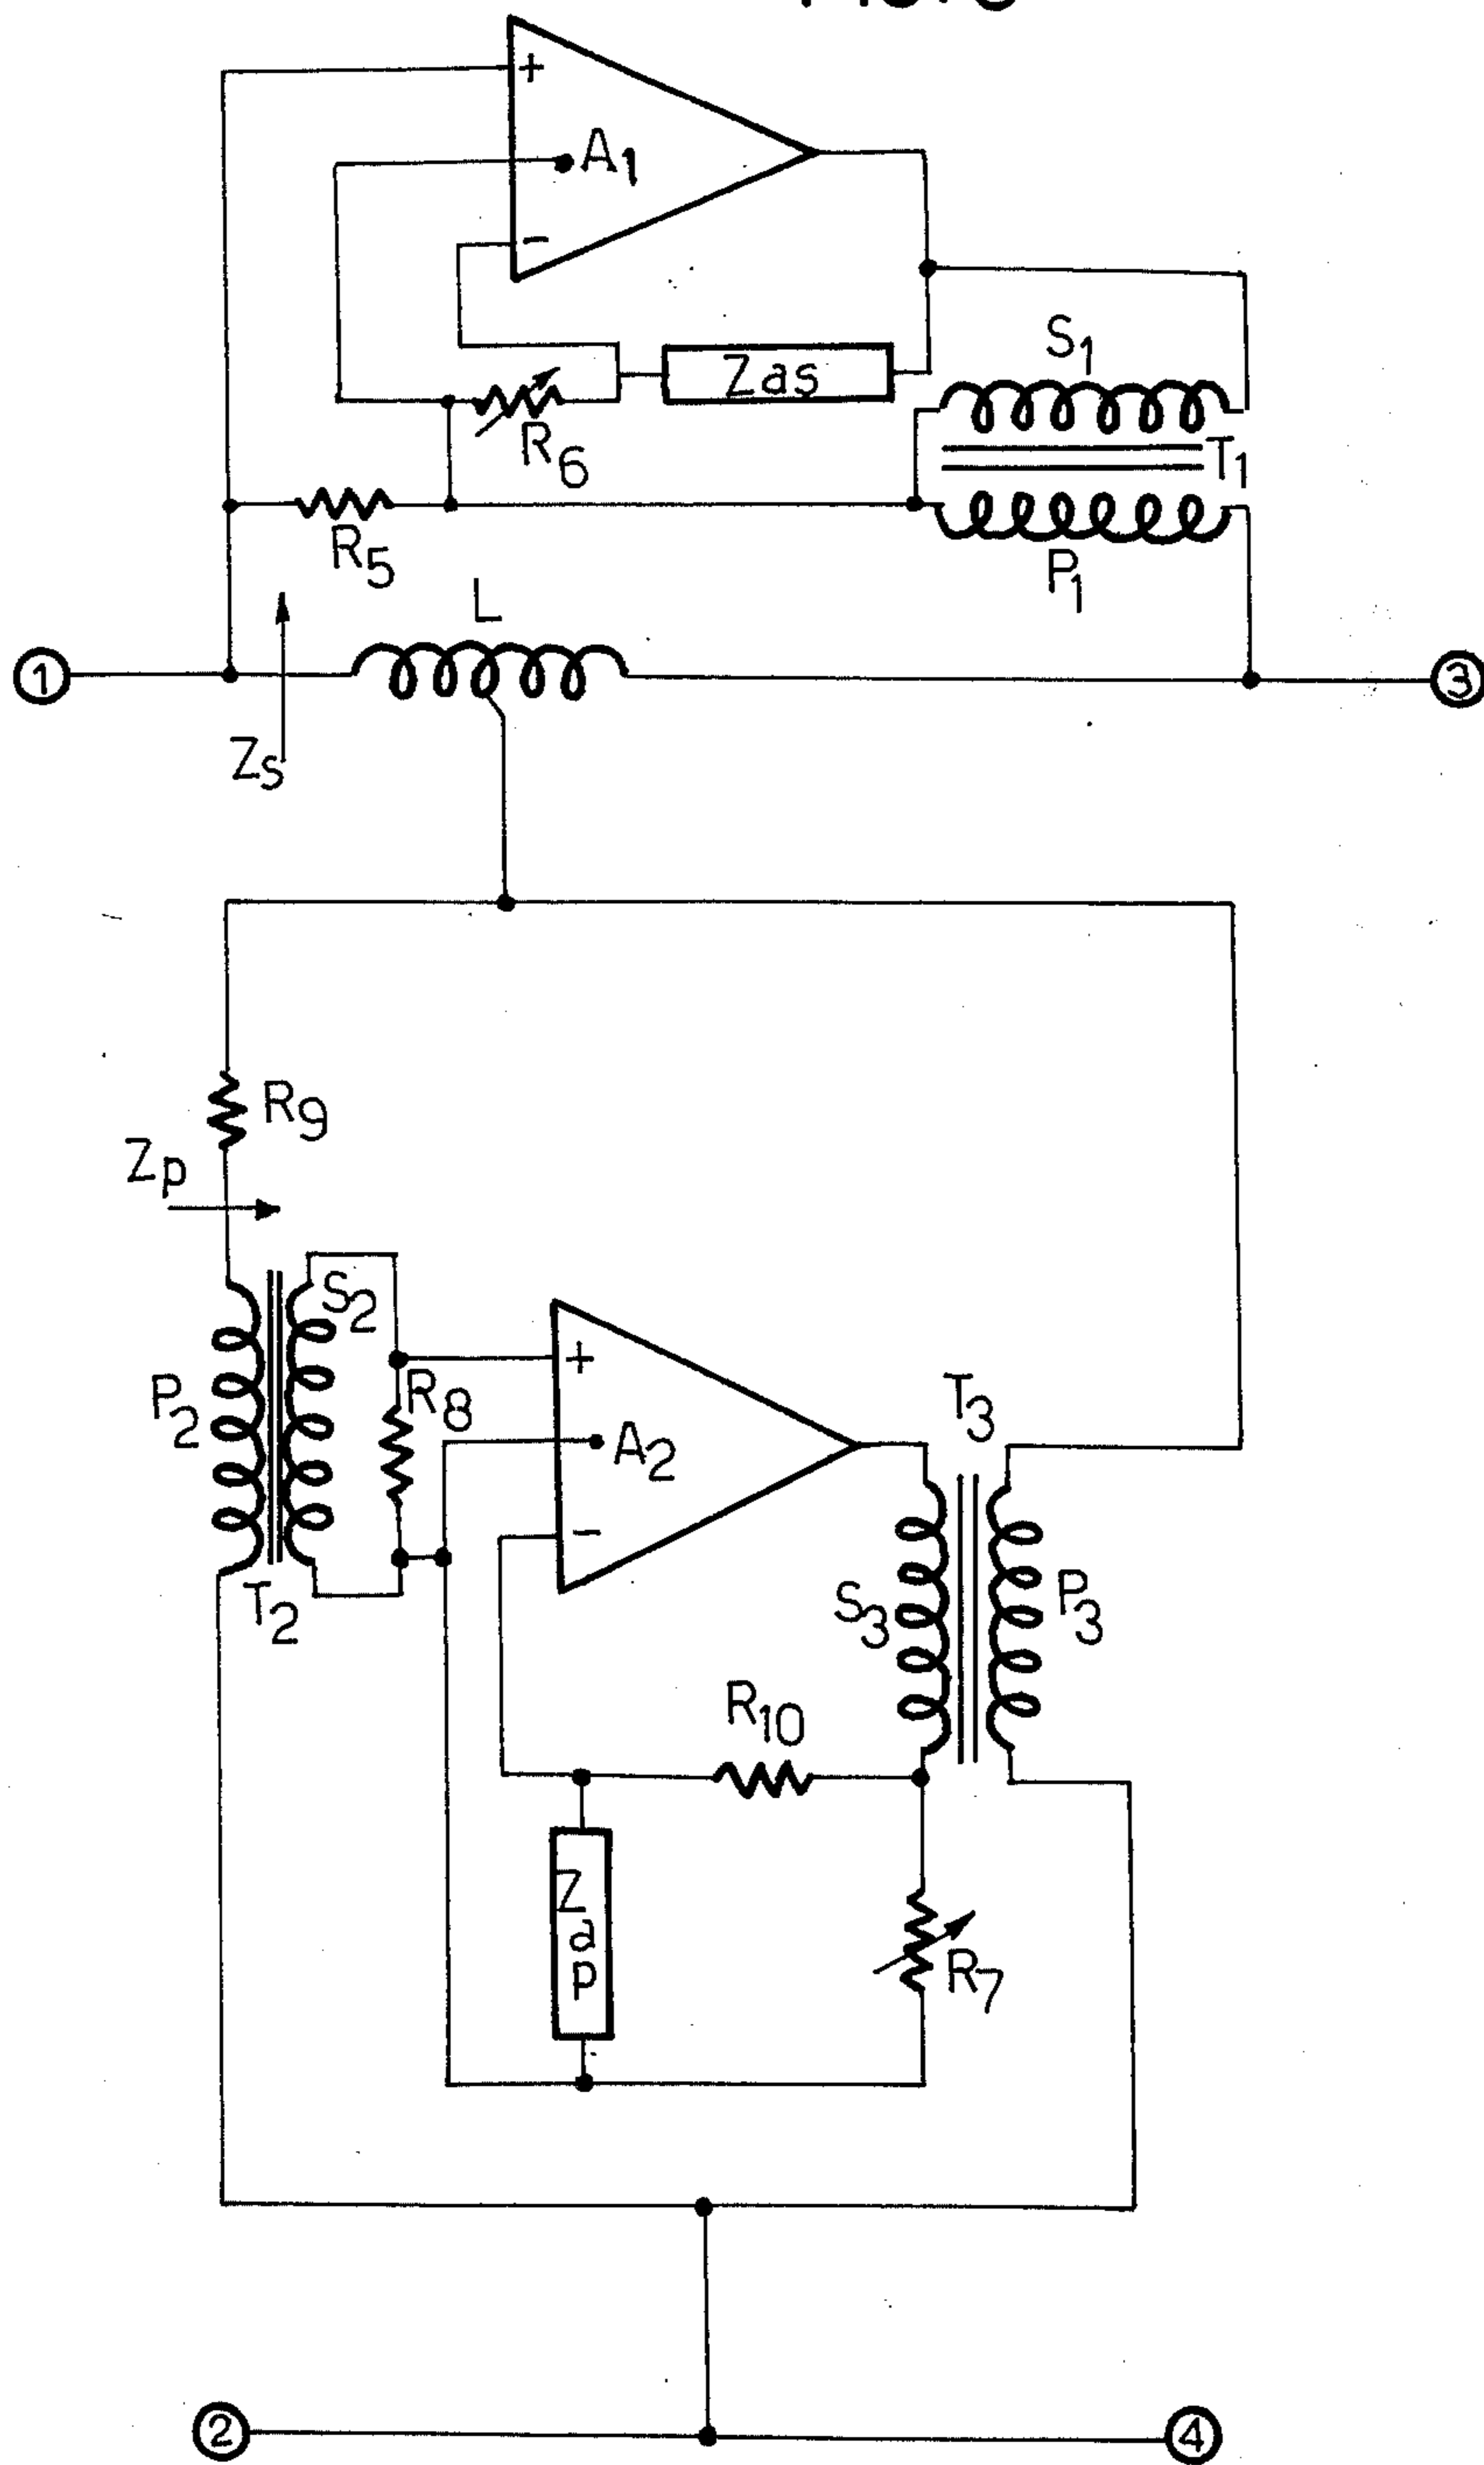 +
A1
-
S1
Zas
R6
T1
R5
P1
L
1
3
Zs
R9
Zp
S2
+
P2
R8
A2
T3
-
T2
S3
P3
R10
Zap
R7
2
4